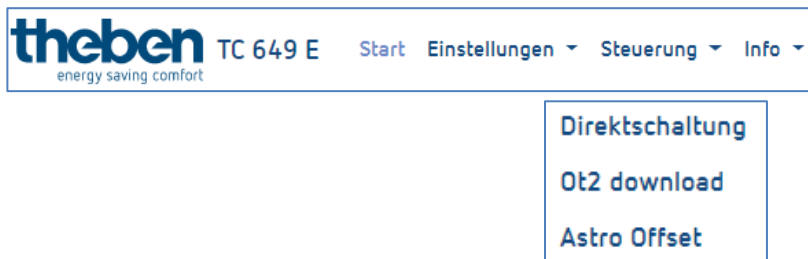 theben
energy saving comfort
TC 649 E Start Einstellungen Steuerung Info
Direktschaltung
Ot2 download
Astro Offset